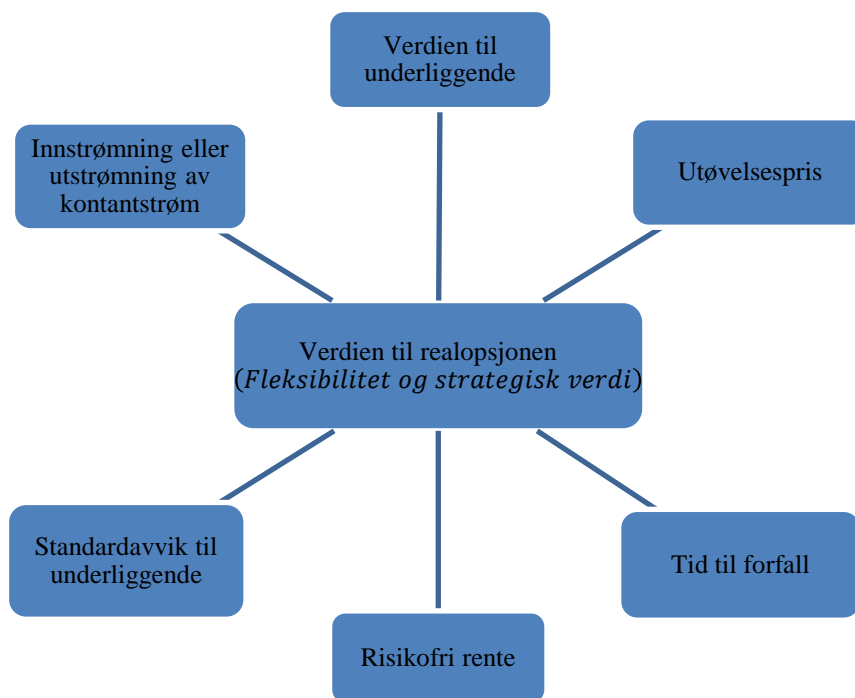 Verdien til
underliggende
Innstrømning eller
utstrømning av
kontantstrøm
Utøvelsespris
Verdien til realopsjonen
(Fleksibilitet og strategisk verdi)
Standardavvik til
underliggende
Tid til forfall
Risikofri rente